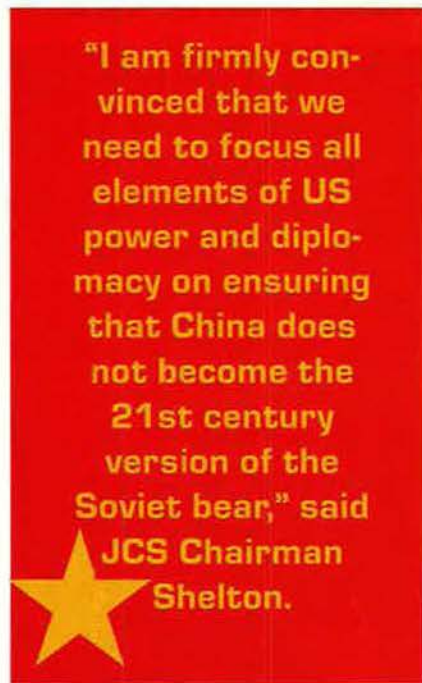 “I am firmly con-
vinced that we
need to focus all
elements of US
power and diplo-
macy on ensuring
that China does
not become the
21st century
version of the
Soviet bear,” said
JCS Chairman
Shelton.